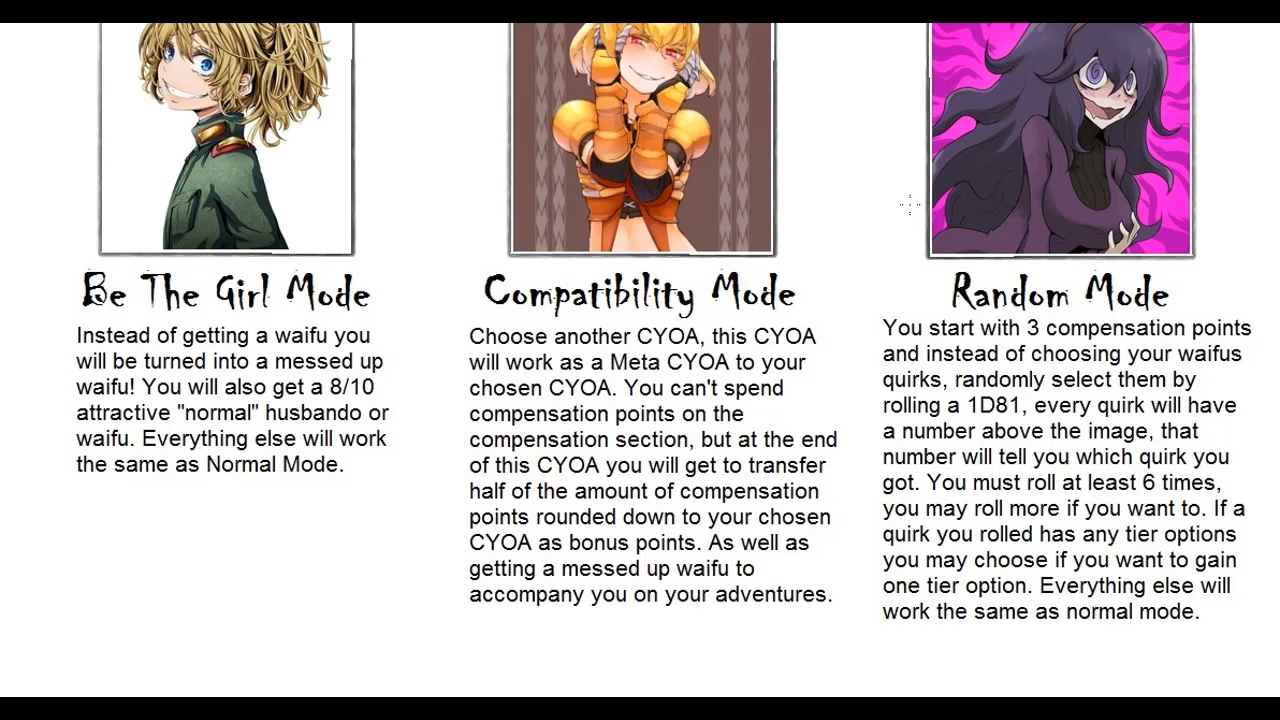 Be The Girl Mode
Instead of getting a waifu you
will be turned into a messed up
waifu! You will also get a 8/10
attractive "normal" husbando or
waifu. Everything else will work
the same as Normal Mode.
Compatibility Mode
Choose another CYOA, this CYOA
will work as a Meta CYOA to your
chosen CYOA. You can't spend
compensation points on the
compensation section, but at the end
of this CYOA you will get to transfer
half of the amount of compensation
points rounded down to your chosen
CYOA as bonus points. As well as
getting a messed up waifu to
accompany you on your adventures.
Random Mode
You start with 3 compensation points
and instead of choosing your waifus
quirks, randomly select them by
rolling a 1D81, every quirk will have
a number above the image, that
number will tell you which quirk you
got. You must roll at least 6 times,
you may roll more if you want to. If a
quirk you rolled has any tier options
you may choose if you want to gain
one tier option. Everything else will
work the same as normal mode.